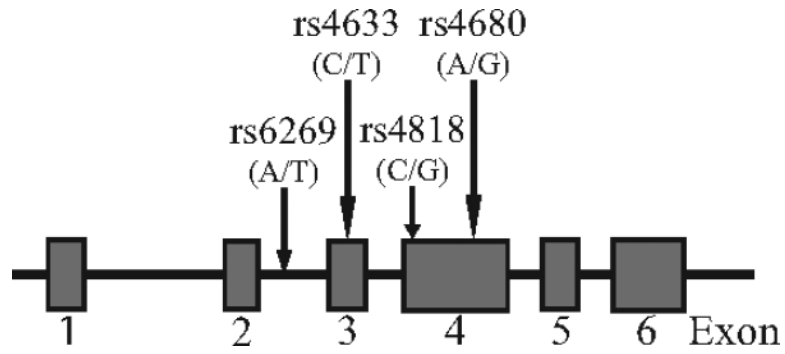 rs4633 rs4680
(C/T) (A/G)
rs6269 rs4818
(A/T) (C/G)
1 2 3 4 5 6 Exon